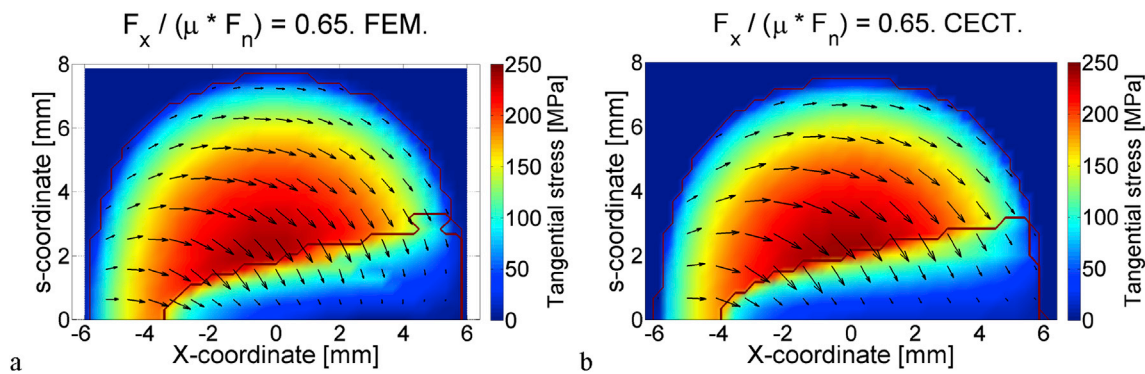 F_x / (μ * F_n) = 0.65. FEM.
8
6
4
2
0
s-coordinate [mm]
-6 -4 -2 0 2 4 6
X-coordinate [mm]
250
200
150
100
50
0
Tangential stress [MPa]
a
F_x / (μ * F_n) = 0.65. CECT.
8
6
4
2
0
s-coordinate [mm]
-6 -4 -2 0 2 4 6
X-coordinate [mm]
250
200
150
100
50
0
Tangential stress [MPa]
b